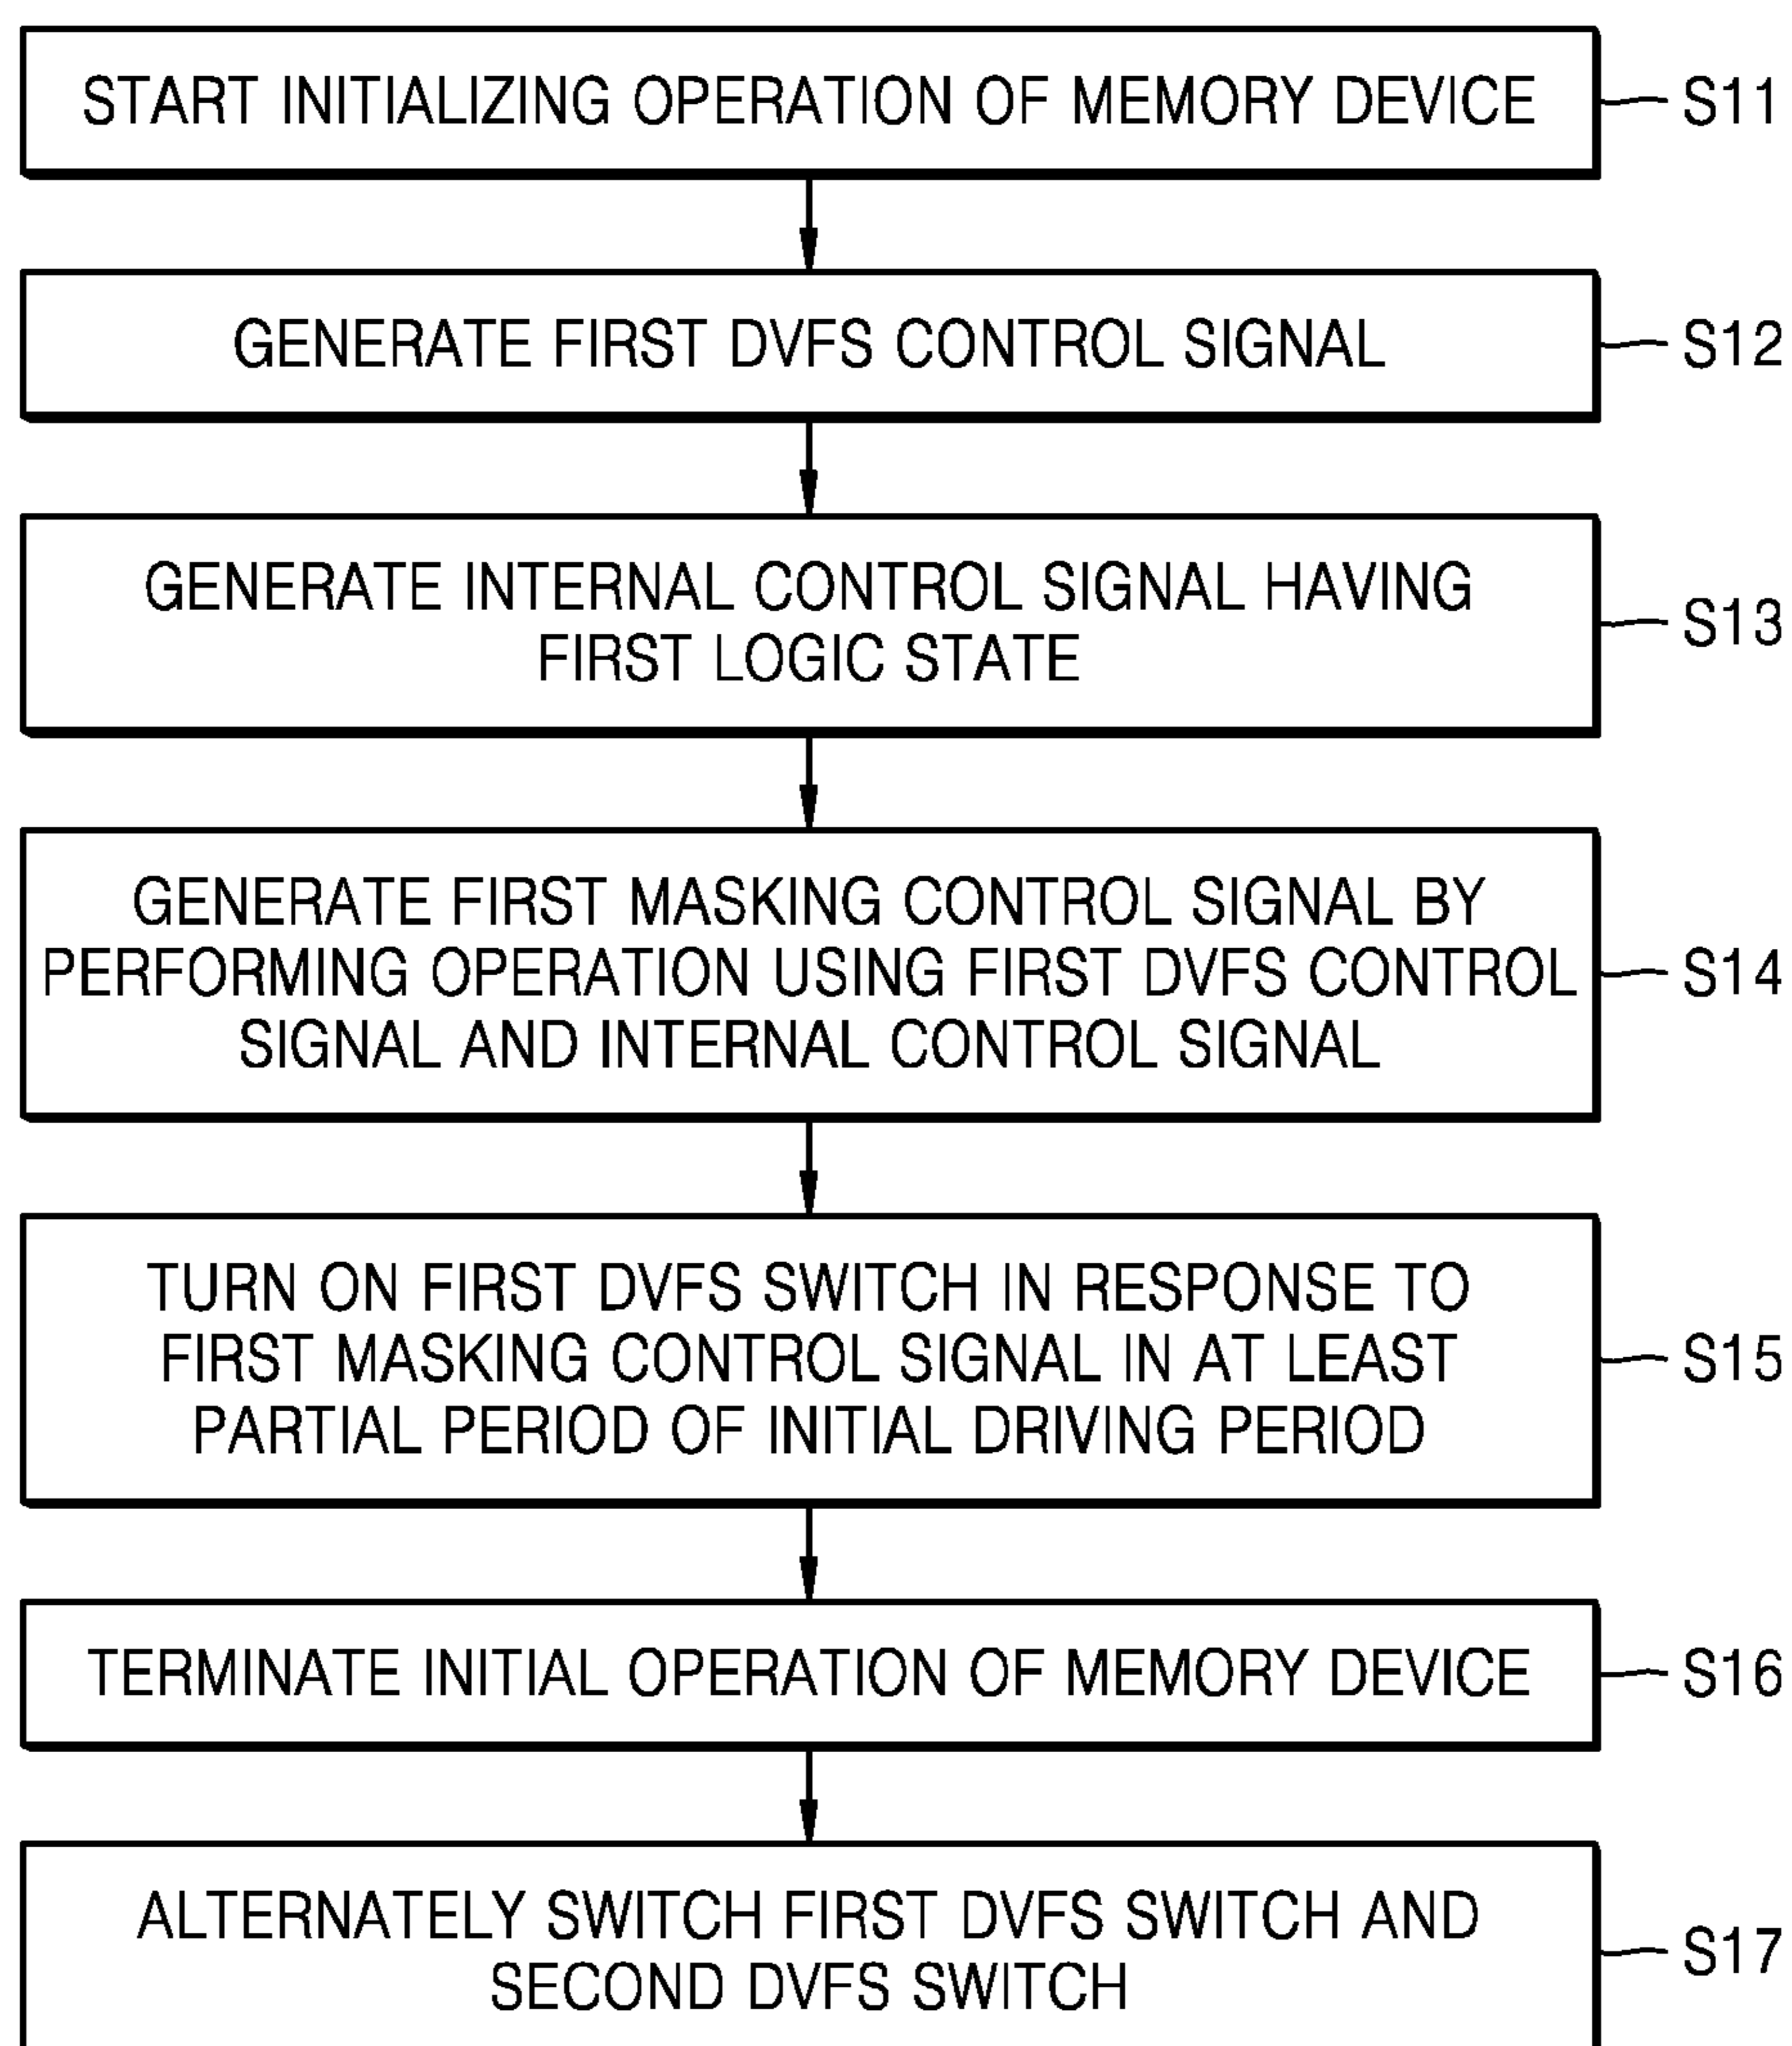 START INITIALIZING OPERATION OF MEMORY DEVICE
S11
GENERATE FIRST DVFS CONTROL SIGNAL
S12
GENERATE INTERNAL CONTROL SIGNAL HAVING
FIRST LOGIC STATE
S13
GENERATE FIRST MASKING CONTROL SIGNAL BY
PERFORMING OPERATION USING FIRST DVFS CONTROL
SIGNAL AND INTERNAL CONTROL SIGNAL
S14
TURN ON FIRST DVFS SWITCH IN RESPONSE TO
FIRST MASKING CONTROL SIGNAL IN AT LEAST
PARTIAL PERIOD OF INITIAL DRIVING PERIOD
S15
TERMINATE INITIAL OPERATION OF MEMORY DEVICE
S16
ALTERNATELY SWITCH FIRST DVFS SWITCH AND
SECOND DVFS SWITCH
S17